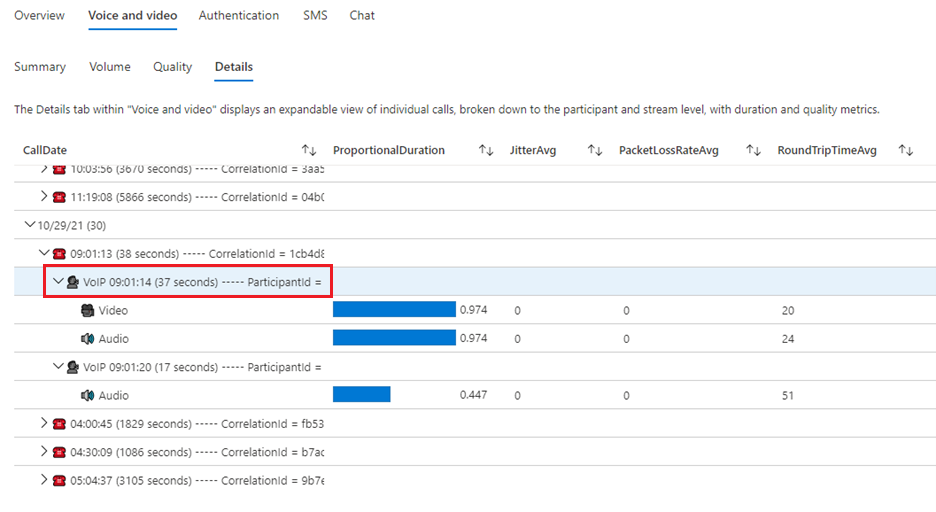 Overview Voice and video Authentication SMS Chat
Summary Volume Quality Details
The Details tab within "Voice and video" displays an expandable view of individual calls, broken down to the participant and stream level, with duration and quality metrics.
CallDate ProportionalDuration JitterAvg PacketLossRateAvg RoundTripTimeAvg
10:03:56 (3670 seconds) ----- CorrelationId = 3aa5
11:19:08 (5866 seconds) ----- CorrelationId = 04b0
10/29/21 (30)
09:01:13 (38 seconds) ----- CorrelationId = 1cb4d8
VoIP 09:01:14 (37 seconds) ----- ParticipantId =
Video 0.974 0 0 20
Audio 0.974 0 0 24
VoIP 09:01:20 (17 seconds) ----- ParticipantId =
Audio 0.447 0 0 51
04:00:45 (1829 seconds) ----- CorrelationId = fb53
04:30:09 (1086 seconds) ----- CorrelationId = b7ac
05:04:37 (3105 seconds) ----- CorrelationId = 9b7e